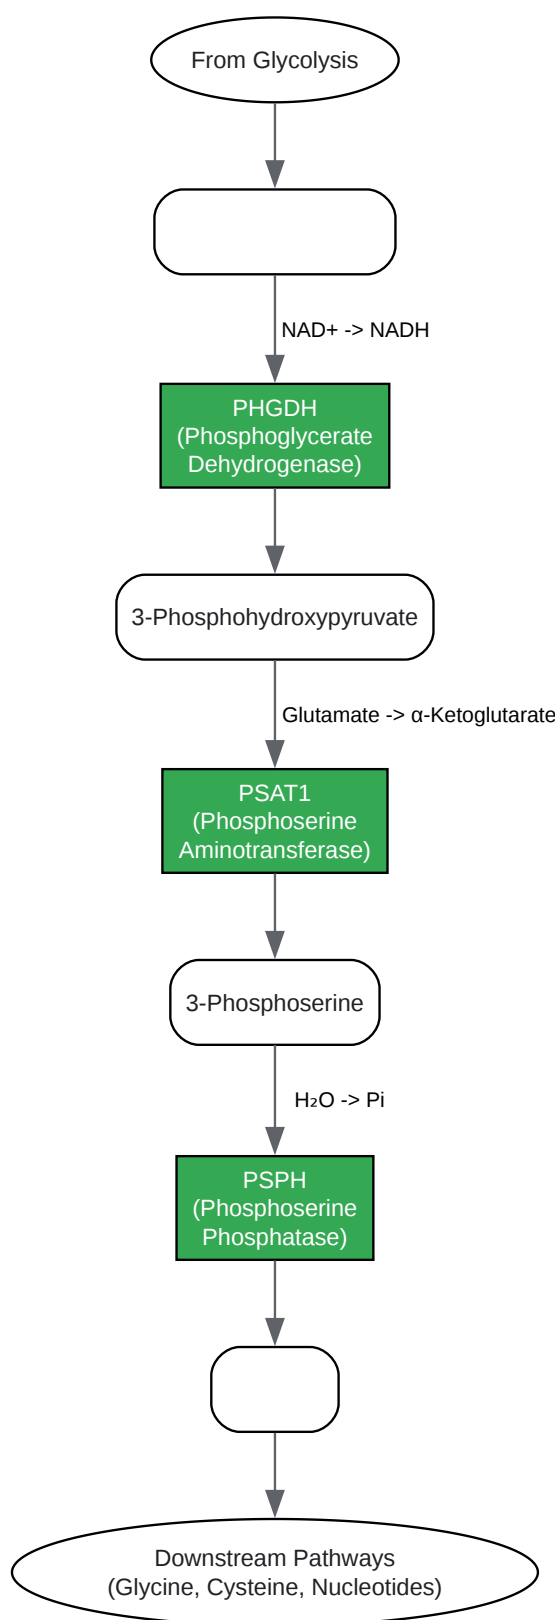 From Glycolysis
NAD+ -> NADH
PHGDH
(Phosphoglycerate
Dehydrogenase)
3-Phosphohydroxypyruvate
Glutamate -> α-Ketoglutarate
PSAT1
(Phosphoserine
Aminotransferase)
3-Phosphoserine
H₂O -> Pi
PSPH
(Phosphoserine
Phosphatase)
Downstream Pathways
(Glycine, Cysteine, Nucleotides)